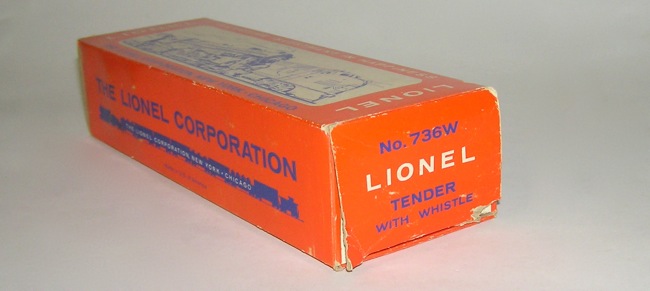 No. 736W
LIONEL
TENDER
WITH WHISTLE
THE LIONEL CORPORATION
THE LIONEL CORPORATION, NEW YORK • CHICAGO
LIONEL